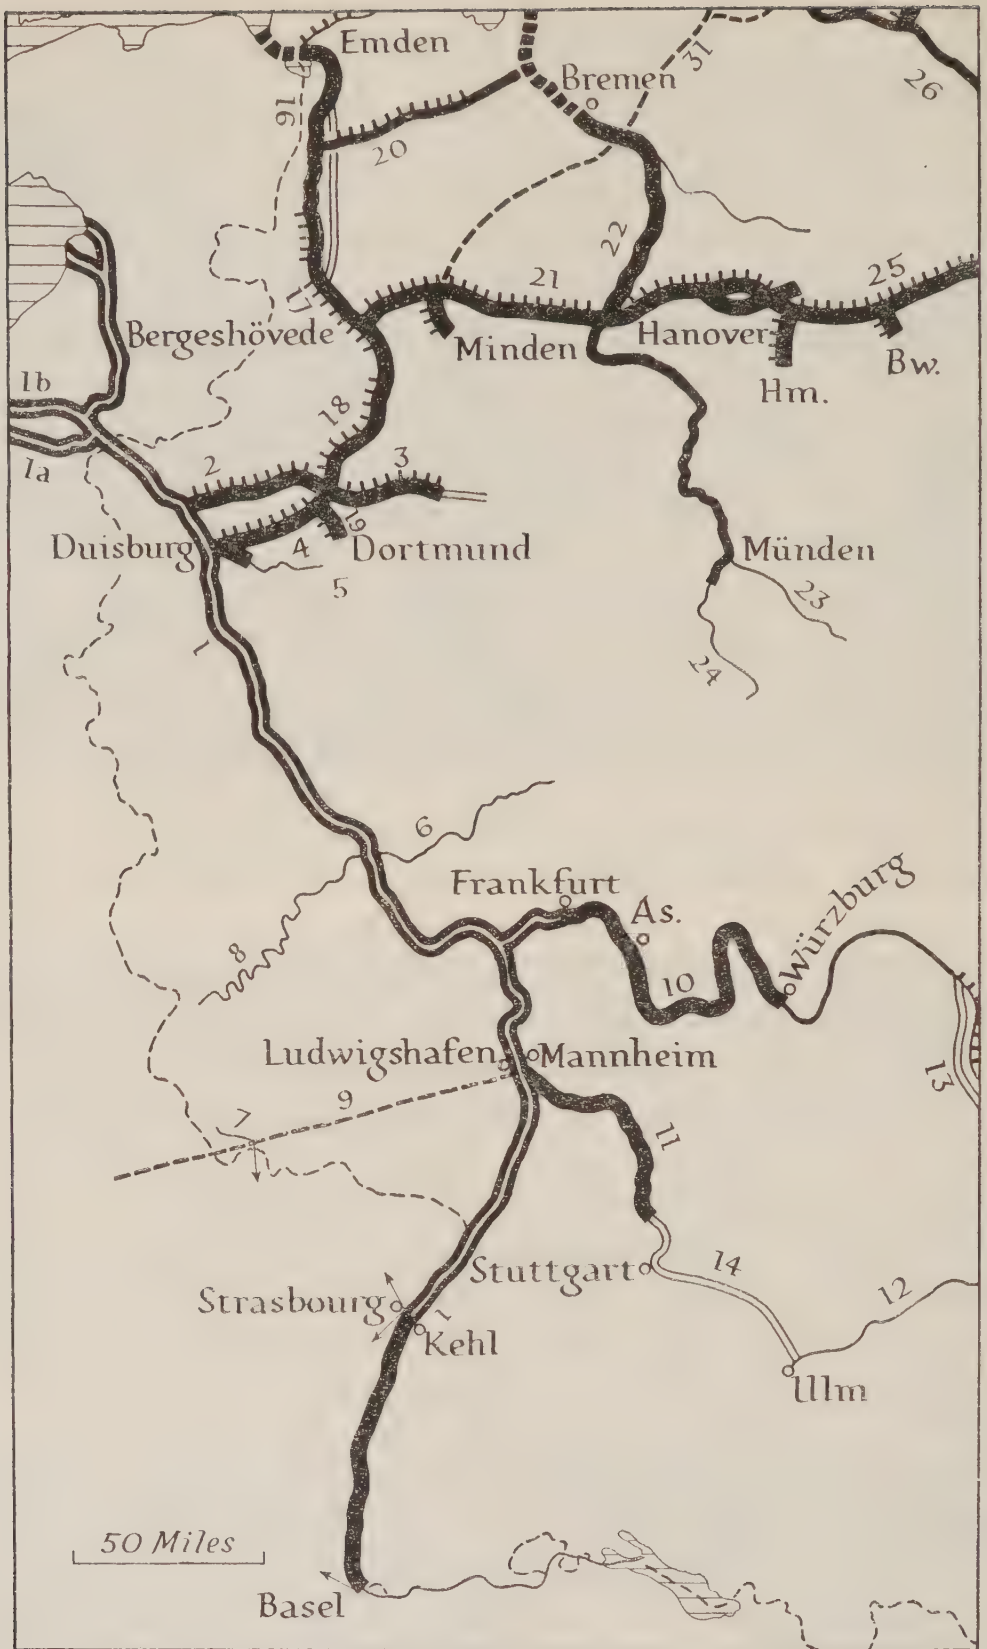 Emden
31
Bremen
26
16
20
22
21
25
17
Bergeshövede
Minden
Hanover
Bw.
Hm.
1b
1a
18
2
3
19
Duisburg
4
Dortmund
5
Münden
23
1
24
6
Frankfurt
As.
Würzburg
8
10
Ludwigshafen
Mannheim
13
9
7
11
Stuttgart
14
12
Strasbourg
1
Kehl
Ulm
50 Miles
Basel